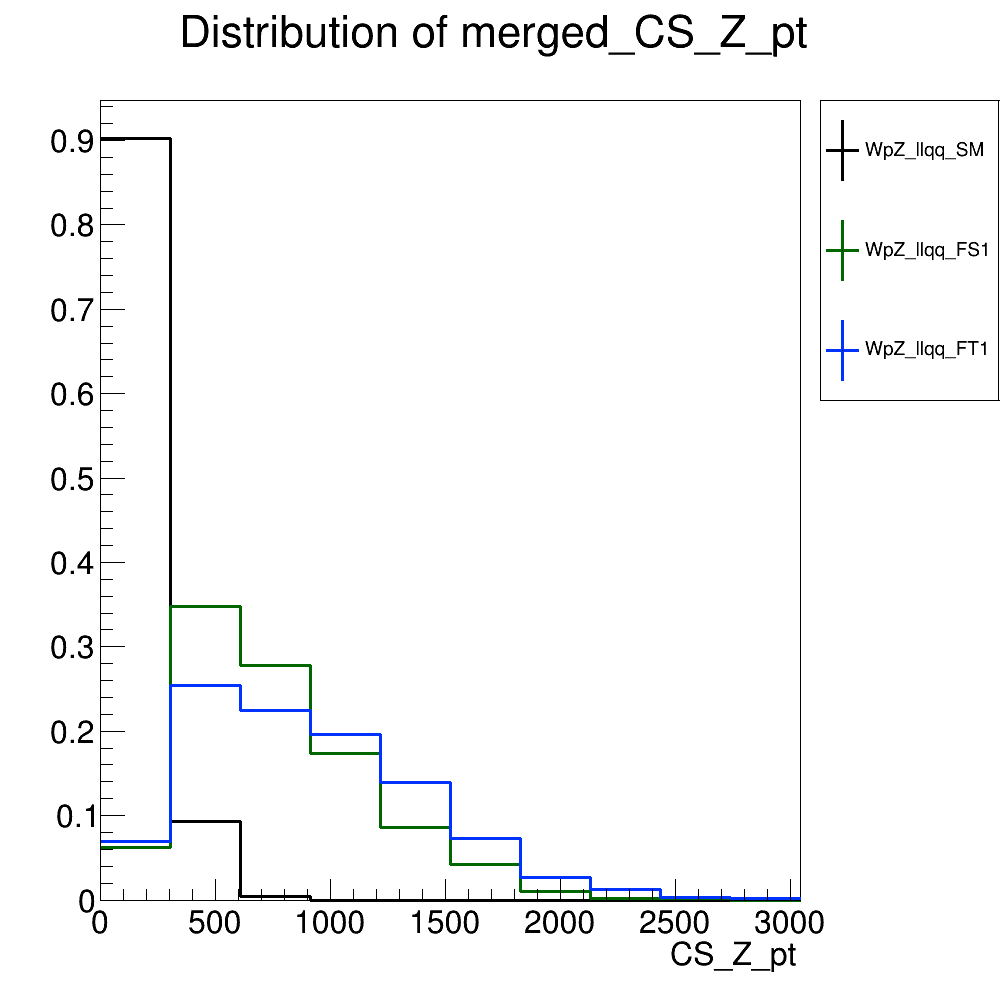 Distribution of merged_CS_Z_pt
WpZ_llqq_SM
WpZ_llqq_FS1
WpZ_llqq_FT1
0.9
0.8
0.7
0.6
0.5
0.4
0.3
0.2
0.1
0
0 500 1000 1500 2000 2500 3000
CS_Z_pt